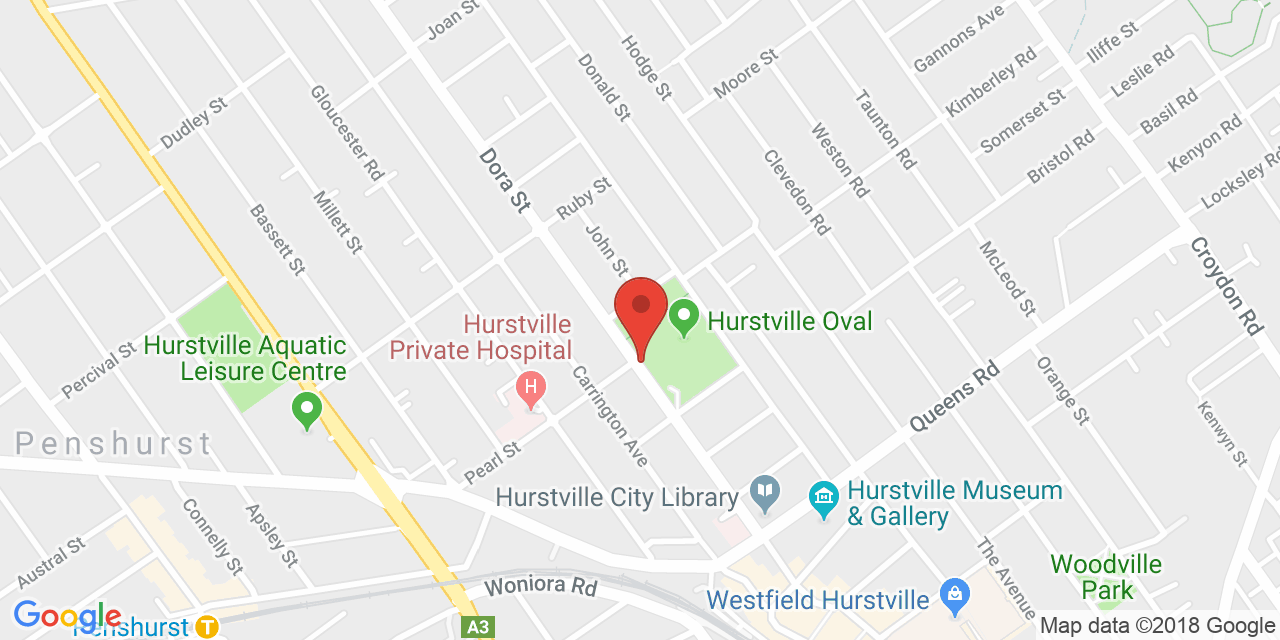 Joan St
Hodge St
Donald St
Moore St
Gannons Ave
Kimberley Rd
Iliffe St
Leslie Rd
Basil Rd
Kenyon Rd
Locksley Rd
Somerset St
Bristol Rd
Taunton Rd
Weston Rd
Clevedon Rd
Dudley St
Gloucester Rd
Dora St
Ruby St
John St
Millett St
Bassett St
McLeod St
Croydon Rd
Hurstville Oval
Hurstville
Private Hospital
H
Hurstville Aquatic
Leisure Centre
Percival St
Carrington Ave
Queens Rd
Orange St
Kenwyn St
Penshurst
Pearl St
Hurstville City Library
Hurstville Museum
& Gallery
Connelly St
Apsley St
Austral St
Woniora Rd
The Avenue
Woodville
Park
Westfield Hurstville
Google
Penshurst
T
A3
Map data ©2018 Google